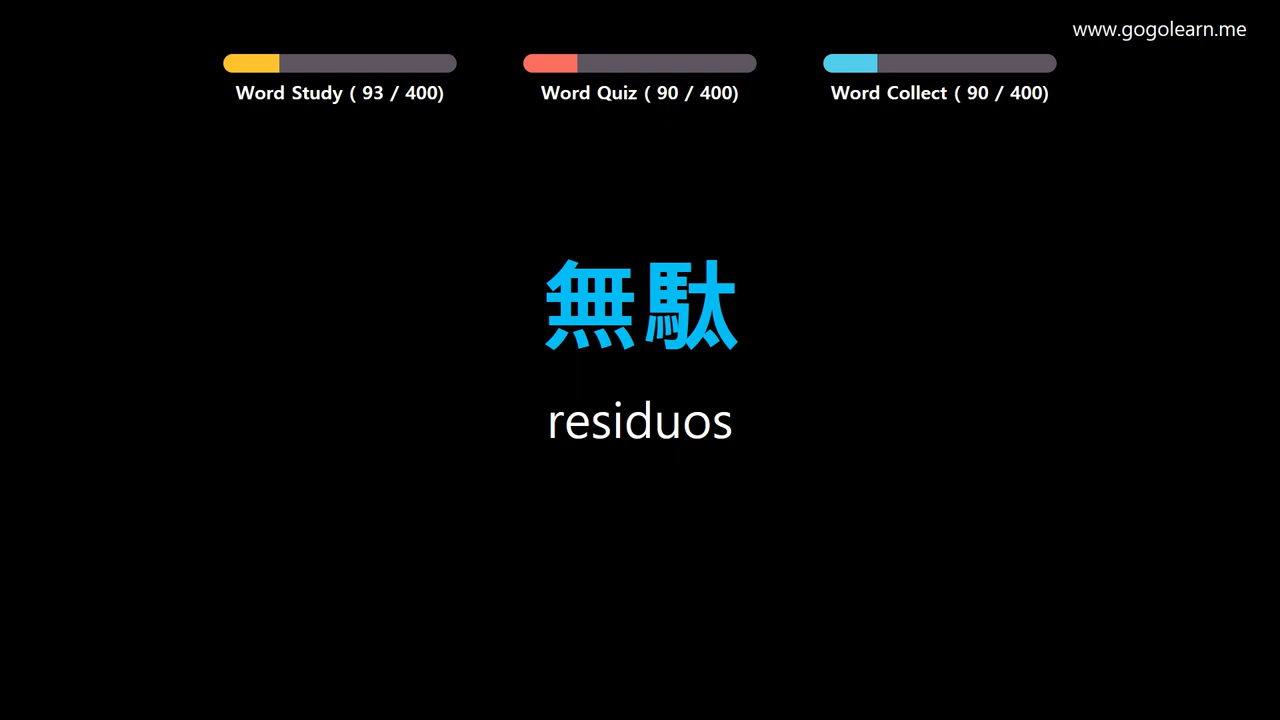 www.gogolearn.me
Word Study ( 93 / 400)
Word Quiz ( 90 / 400)
Word Collect ( 90 / 400)
無駄
residuos